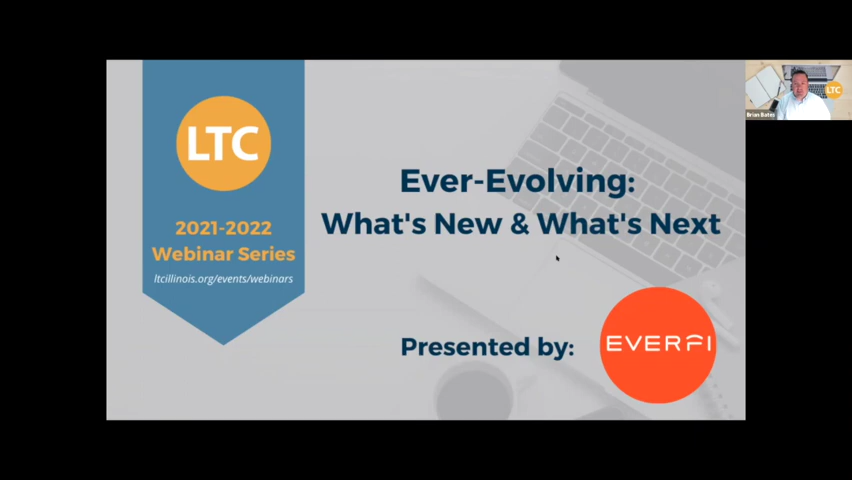 LTC
2021-2022
Webinar Series
ltcillinois.org/events/webinars
Ever-Evolving:
What's New & What's Next
Presented by:
EVERFI
LTC
Brian Bates